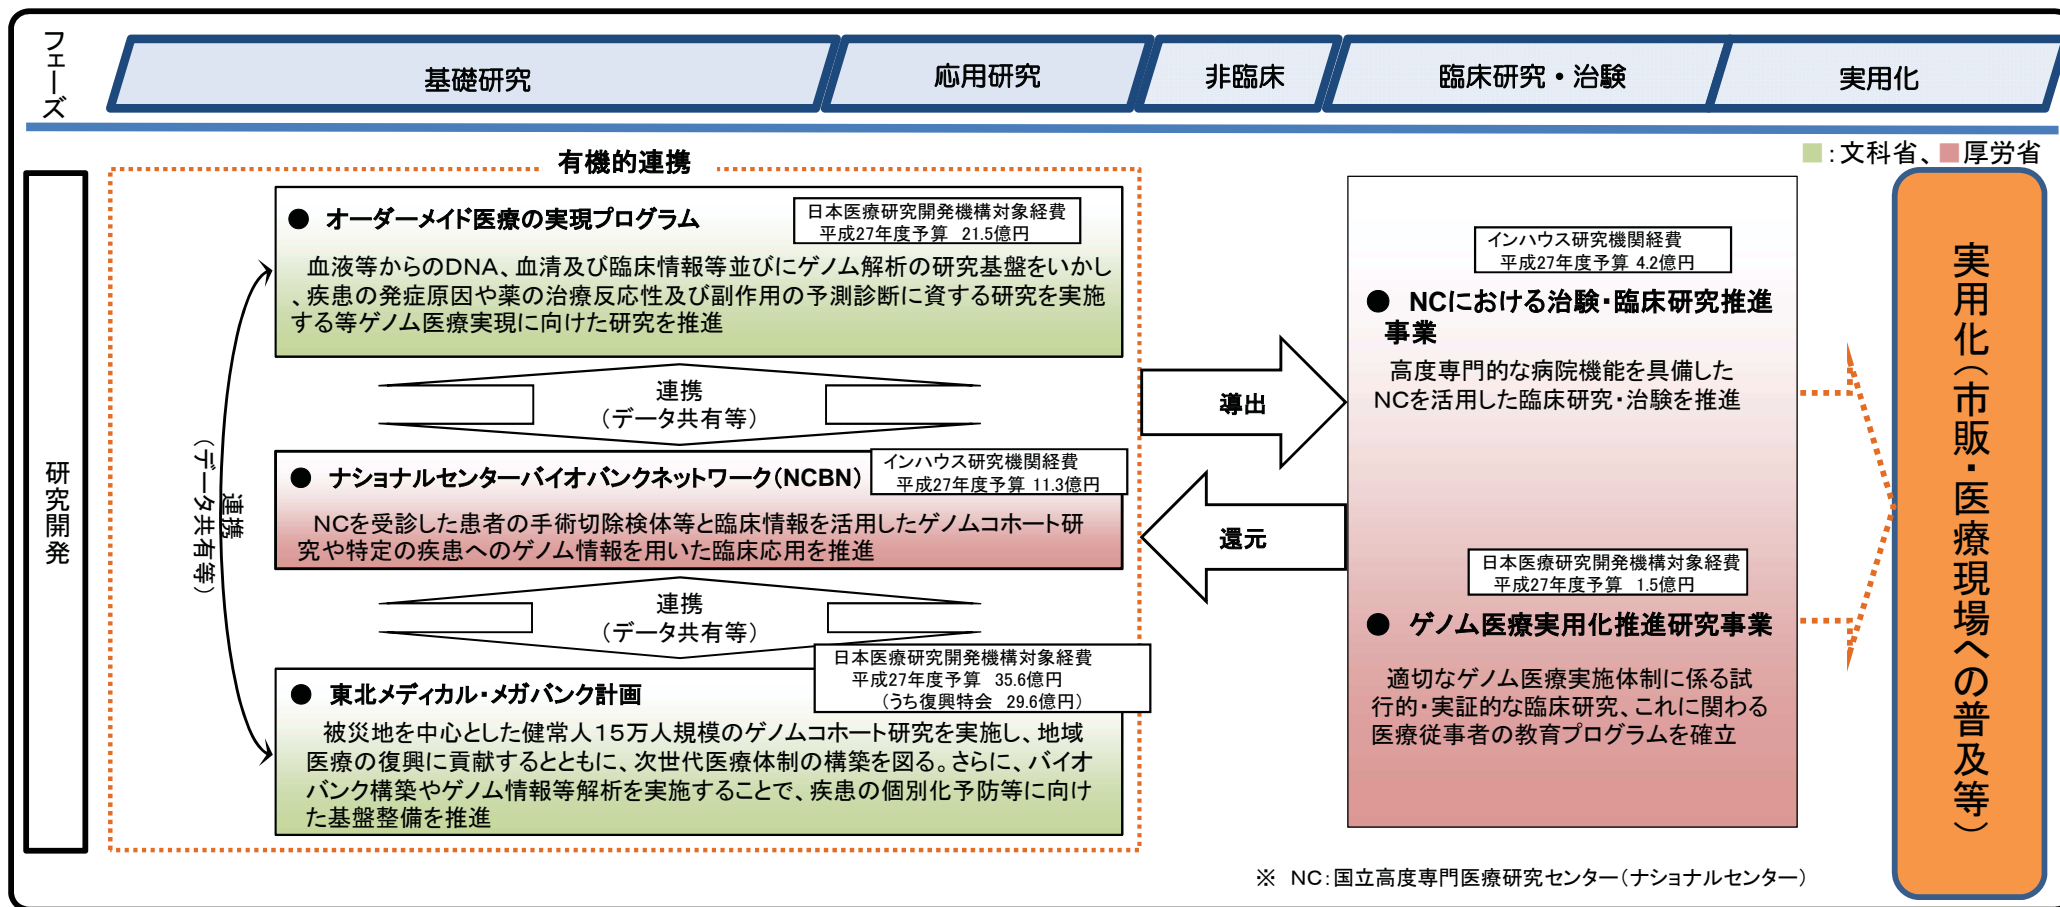 フェーズ
基礎研究
応用研究
非臨床
臨床研究・治験
実用化
■:文科省、■厚労省
研究開発
有機的連携
● オーダーメイド医療の実現プログラム
日本医療研究開発機構対象経費
平成27年度予算 21.5億円
血液等からのDNA、血清及び臨床情報等並びにゲノム解析の研究基盤をいかし
、疾患の発症原因や薬の治療反応性及び副作用の予測診断に資する研究を実施
する等ゲノム医療実現に向けた研究を推進
連携
(データ共有等)
連携
(データ共有等)
● ナショナルセンターバイオバンクネットワーク(NCBN)
インハウス研究機関経費
平成27年度予算 11.3億円
NCを受診した患者の手術切除検体等と臨床情報を活用したゲノムコホート研
究や特定の疾患へのゲノム情報を用いた臨床応用を推進
連携
(データ共有等)
● 東北メディカル・メガバンク計画
日本医療研究開発機構対象経費
平成27年度予算 35.6億円
(うち復興特会 29.6億円)
被災地を中心とした健常人15万人規模のゲノムコホート研究を実施し、地域
医療の復興に貢献するとともに、次世代医療体制の構築を図る。さらに、バイオ
バンク構築やゲノム情報等解析を実施することで、疾患の個別化予防等に向け
た基盤整備を推進
導出
還元
インハウス研究機関経費
平成27年度予算 4.2億円
● NCにおける治験・臨床研究推進
事業
高度専門的な病院機能を具備した
NCを活用した臨床研究・治験を推進
日本医療研究開発機構対象経費
平成27年度予算 1.5億円
● ゲノム医療実用化推進研究事業
適切なゲノム医療実施体制に係る試
行的・実証的な臨床研究、これに関わる
医療従事者の教育プログラムを確立
実用化(市販・医療現場への普及等)
※ NC:国立高度専門医療研究センター(ナショナルセンター)